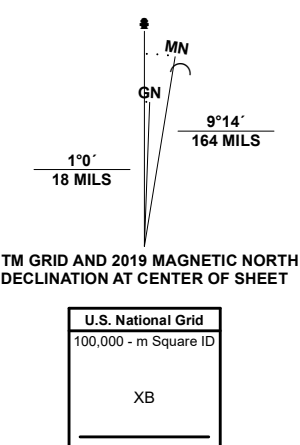 MN
GN
9°14´
164 MILS
1°0´
18 MILS
TM GRID AND 2019 MAGNETIC NORTH
DECLINATION AT CENTER OF SHEET
U.S. National Grid
100,000 - m Square ID
XB